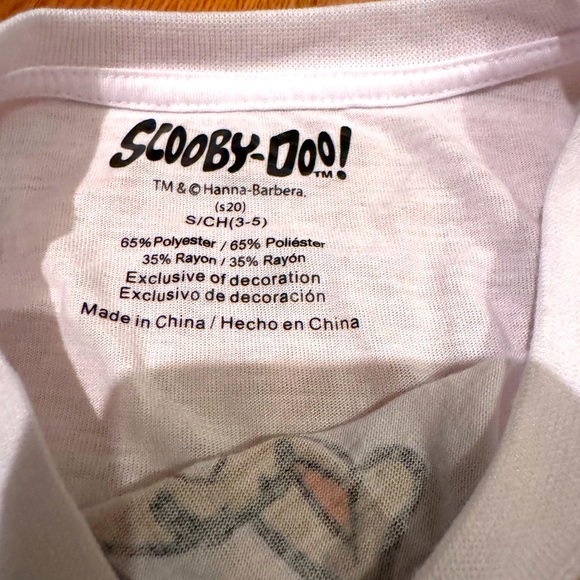 SCOOBY-DOO!
TM
TM & © Hanna-Barbera.
(s20)
S/CH(3-5)
65% Polyester / 65% Poliéster
35% Rayon / 35% Rayón
Exclusive of decoration
Exclusivo de decoración
Made in China / Hecho en China